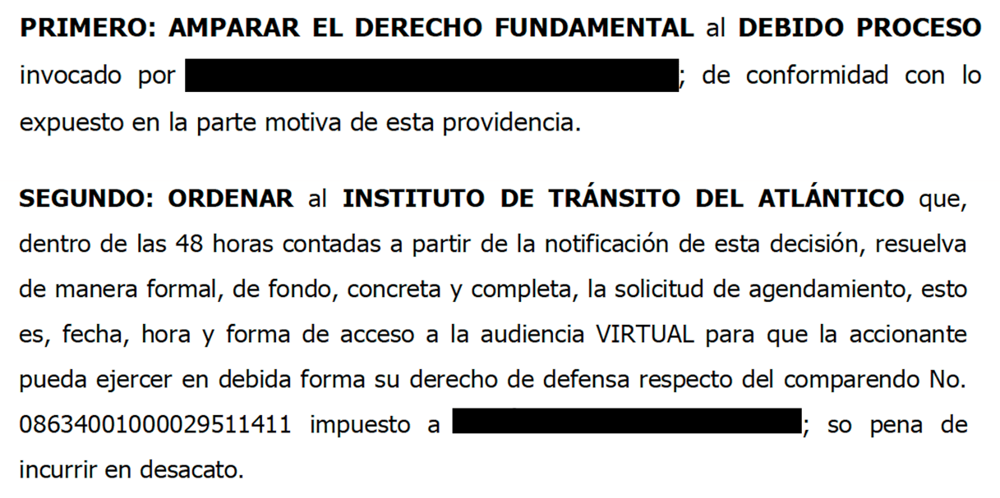 PRIMERO: AMPARAR EL DERECHO FUNDAMENTAL al DEBIDO PROCESO
invocado por ; de conformidad con lo
expuesto en la parte motiva de esta providencia.
SEGUNDO: ORDENAR al INSTITUTO DE TRÁNSITO DEL ATLÁNTICO que,
dentro de las 48 horas contadas a partir de la notificación de esta decisión, resuelva
de manera formal, de fondo, concreta y completa, la solicitud de agendamiento, esto
es, fecha, hora y forma de acceso a la audiencia VIRTUAL para que la accionante
pueda ejercer en debida forma su derecho de defensa respecto del comparendo No.
08634001000029511411 impuesto a ; so pena de
incurrir en desacato.